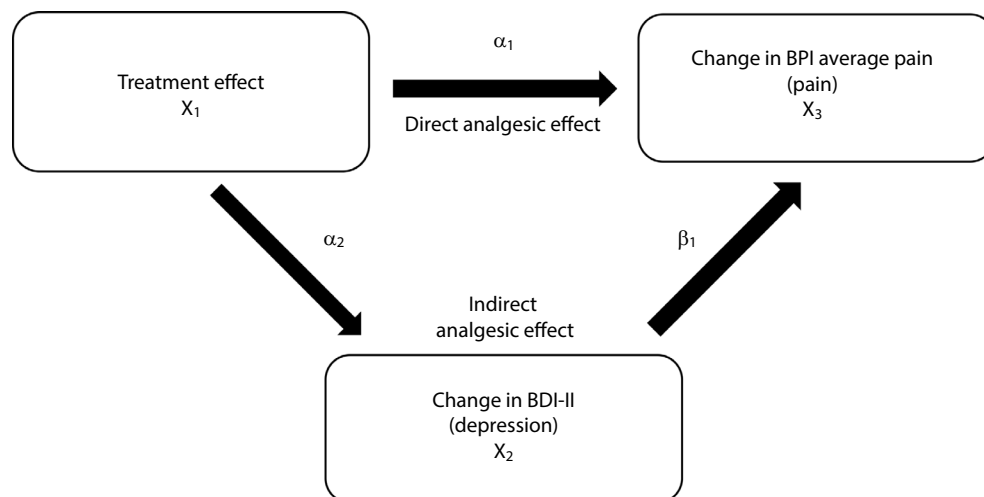 Treatment effect
X₁
α₁
Direct analgesic effect
Change in BPI average pain
(pain)
X₃
α₂
β₁
Indirect
analgesic effect
Change in BDI-II
(depression)
X₂